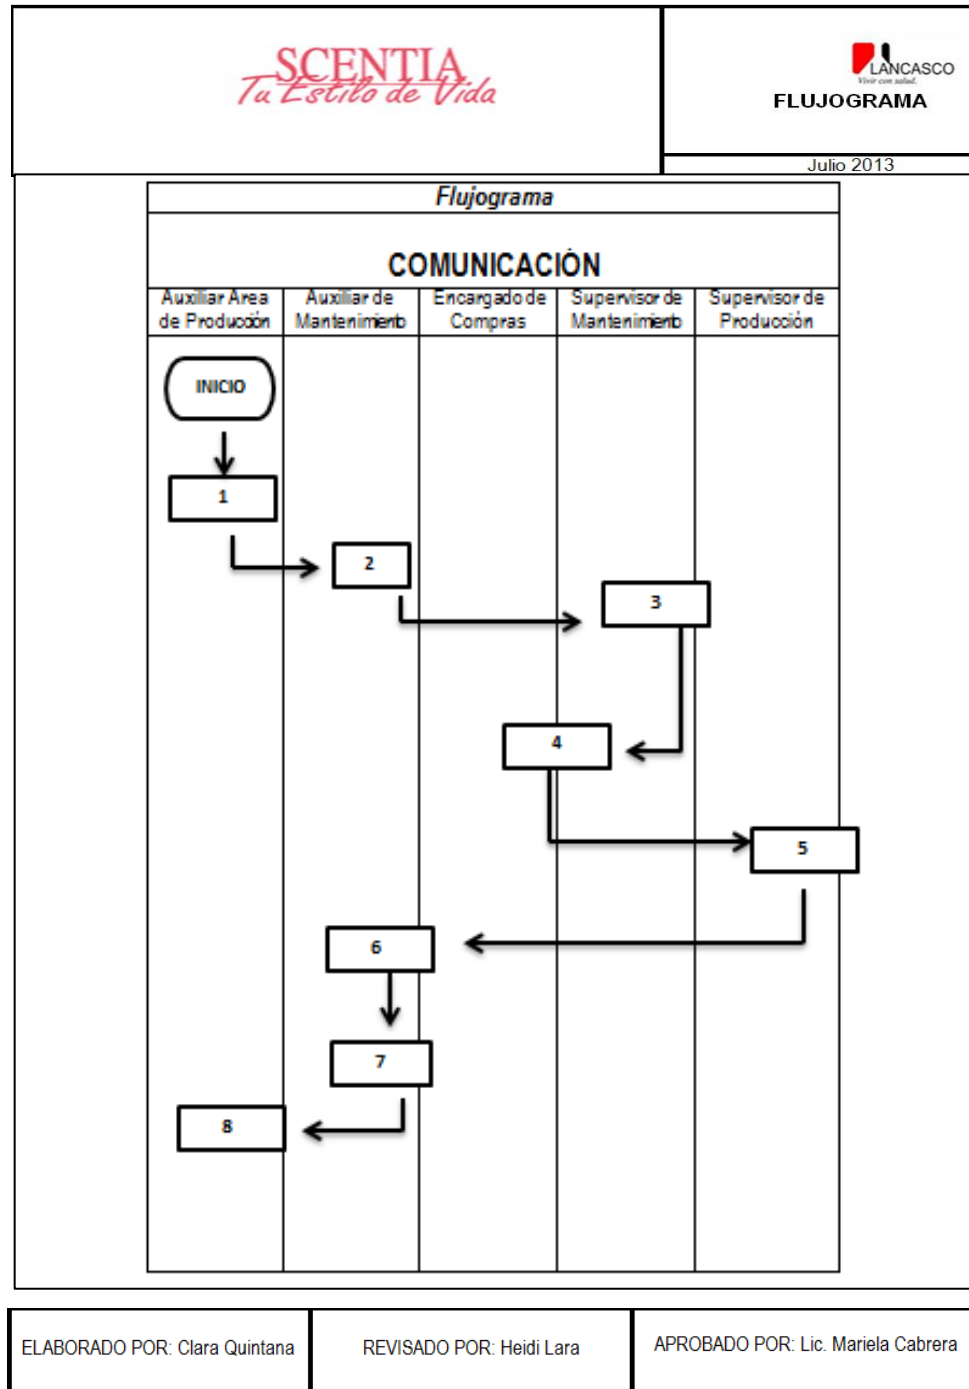 SCENTIA
Tu Estilo de Vida
LANCASCO
Vivir con salud.
FLUJOGRAMA
Julio 2013
Flujograma
COMUNICACIÓN
Auxiliar Area
de Producción
Auxiliar de
Mantenimiento
Encargado de
Compras
Supervisor de
Mantenimiento
Supervisor de
Producción
INICIO
1
2
3
4
5
6
7
8
ELABORADO POR: Clara Quintana
REVISADO POR: Heidi Lara
APROBADO POR: Lic. Mariela Cabrera